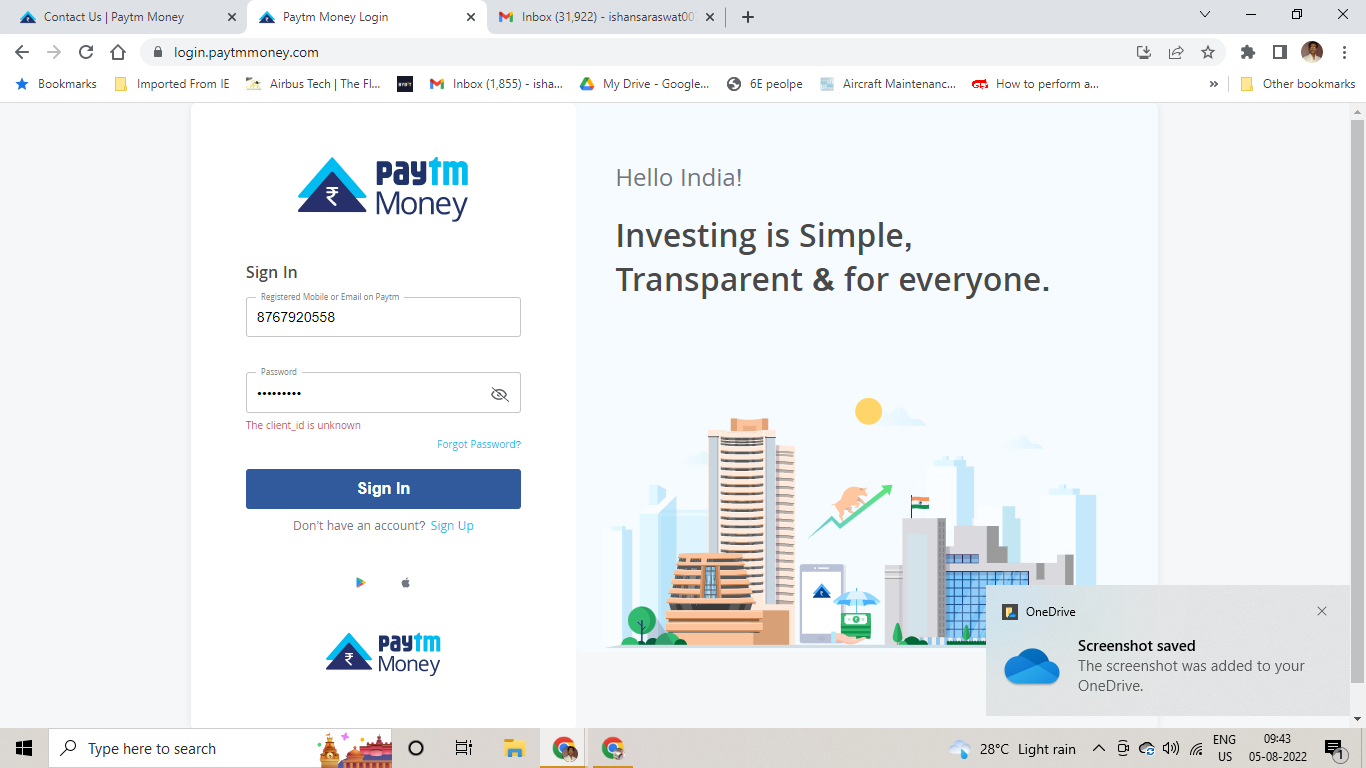 Contact Us | Paytm Money
Paytm Money Login
Inbox (31,922) - ishansaraswat00
login.paytmmoney.com
Bookmarks
Imported From IE
Airbus Tech | The Fl...
Inbox (1,855) - isha...
My Drive - Google...
6E peolpe
Aircraft Maintenanc...
How to perform a...
»
Other bookmarks
paytm
Money
₹
Sign In
Registered Mobile or Email on Paytm
8767920558
Password
•••••••••
The client_id is unknown
Forgot Password?
Sign In
Don't have an account? Sign Up
paytm
Money
₹
Hello India!
Investing is Simple,
Transparent & for everyone.
OneDrive
Screenshot saved
The screenshot was added to your
OneDrive.
Type here to search
28°C Light rain
ENG
US
09:43
05-08-2022
1